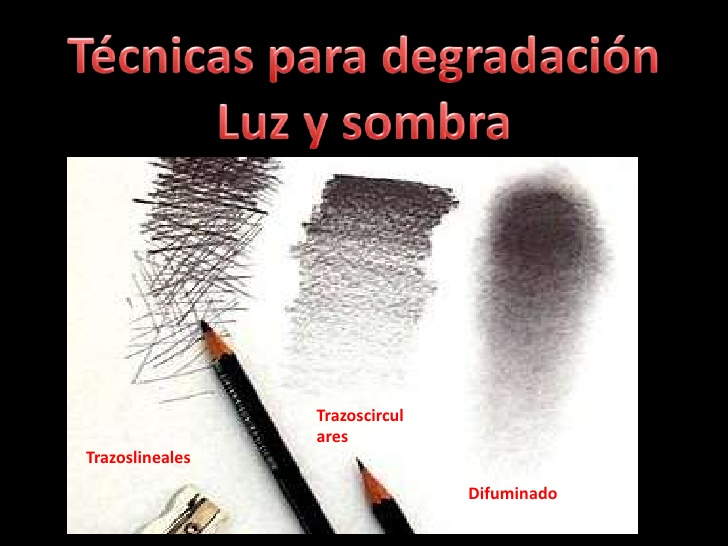 Técnicas para degradación
Luz y sombra
Trazoscircul
ares
Trazoslineales
Difuminado